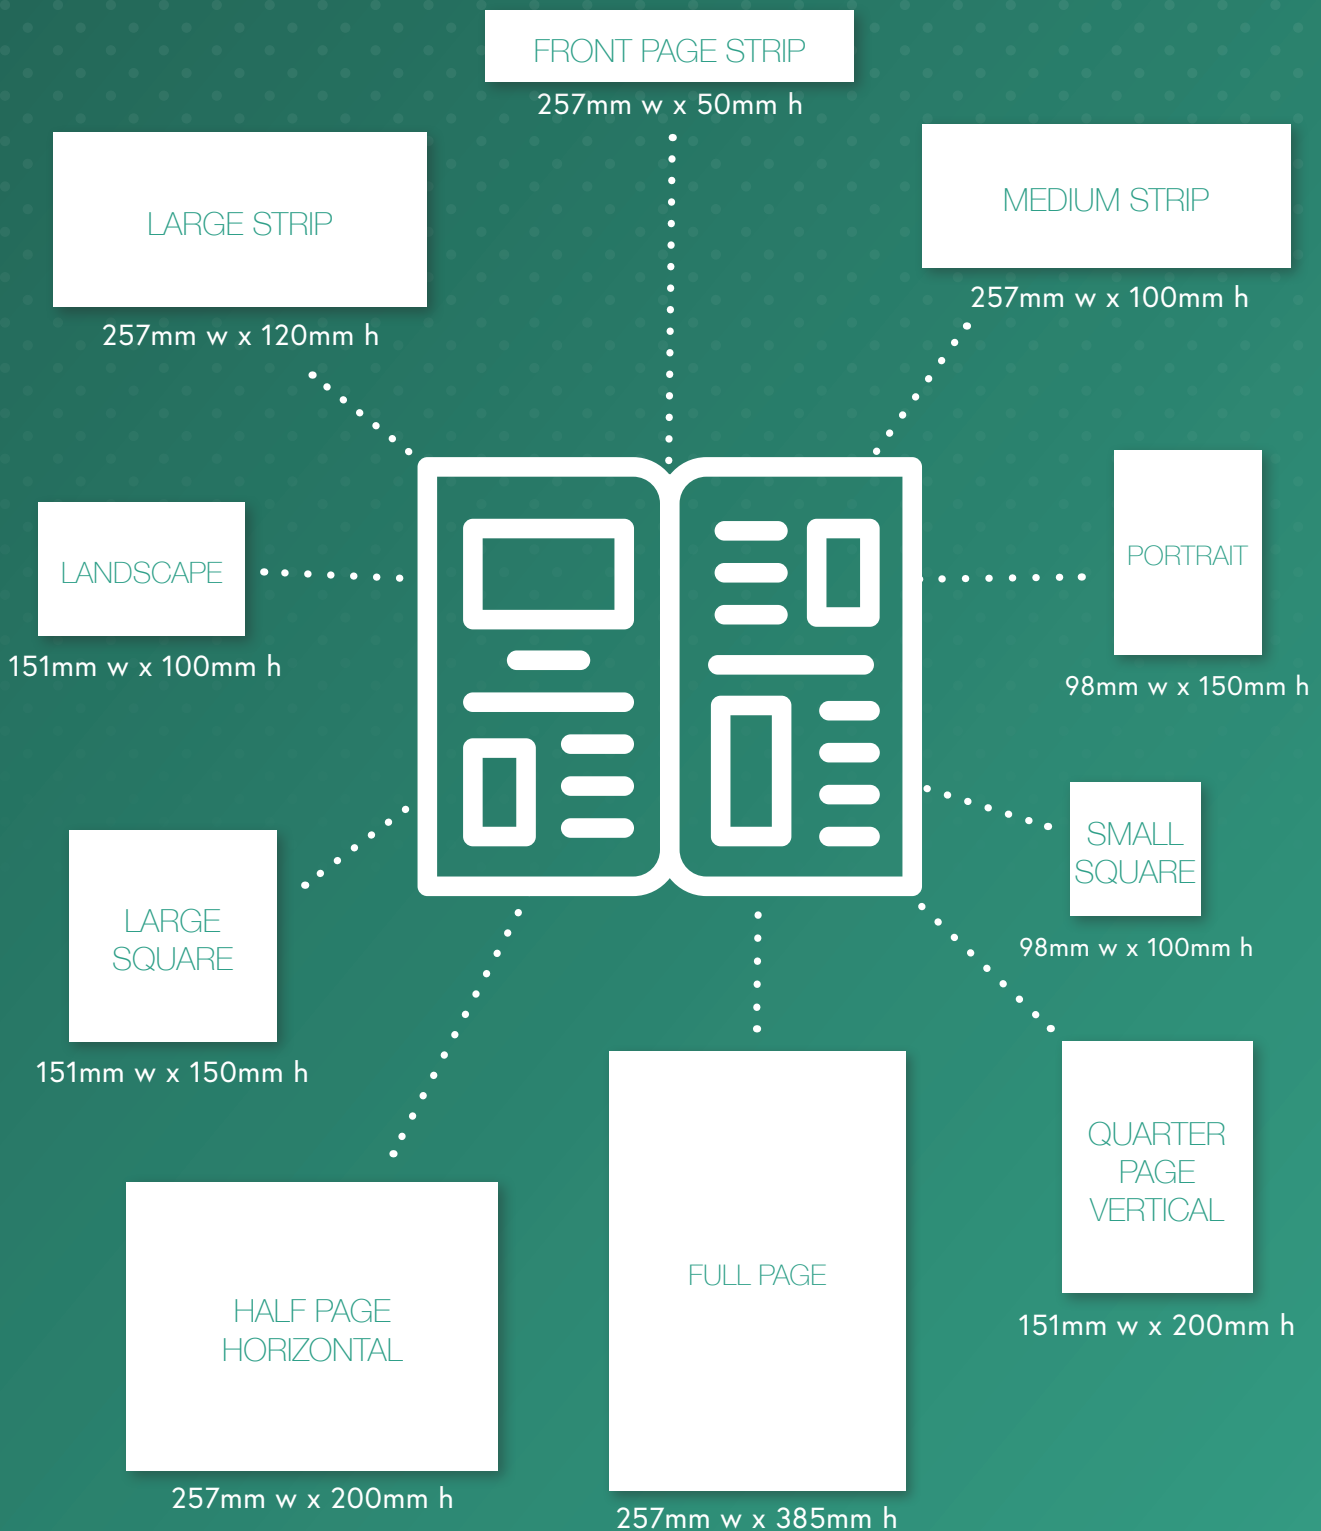 FRONT PAGE STRIP
257mm w x 50mm h
LARGE STRIP
257mm w x 120mm h
MEDIUM STRIP
257mm w x 100mm h
LANDSCAPE
151mm w x 100mm h
PORTRAIT
98mm w x 150mm h
LARGE
SQUARE
151mm w x 150mm h
SMALL
SQUARE
98mm w x 100mm h
HALF PAGE
HORIZONTAL
257mm w x 200mm h
FULL PAGE
257mm w x 385mm h
QUARTER
PAGE
VERTICAL
151mm w x 200mm h